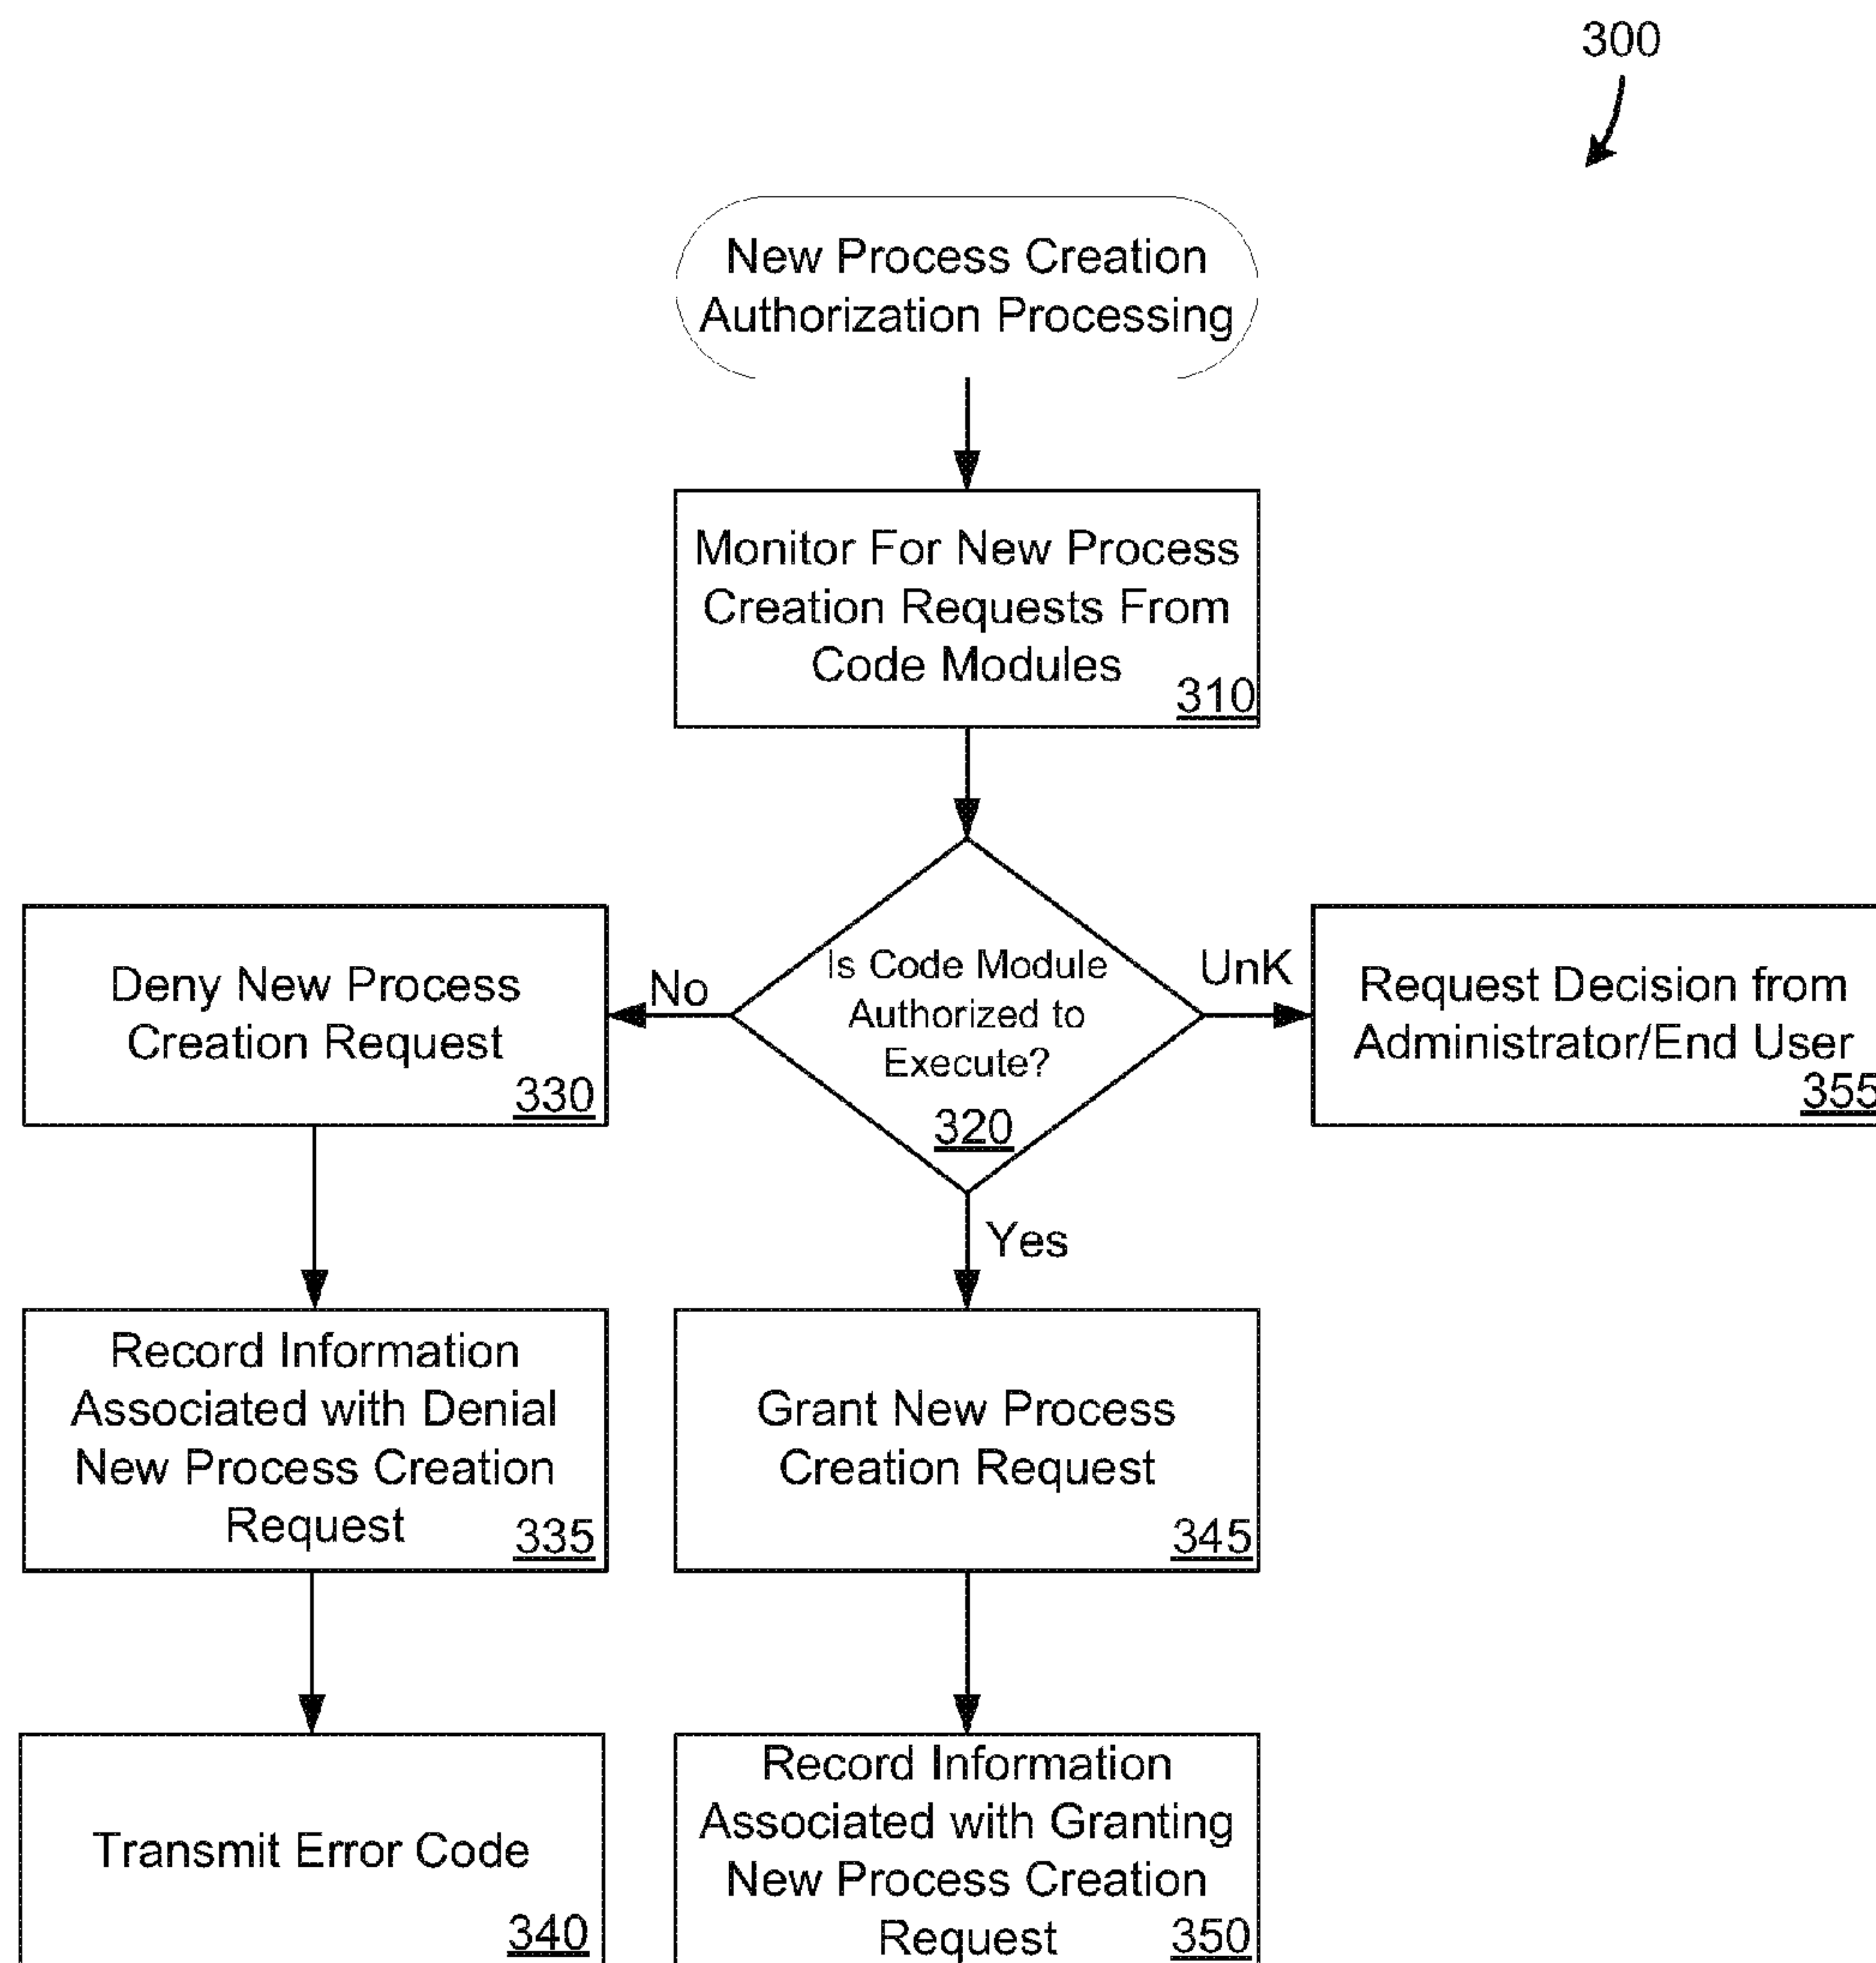 300
New Process Creation
Authorization Processing
Monitor For New Process
Creation Requests From
Code Modules
310
Is Code Module
Authorized to
Execute?
320
No
UnK
Yes
Deny New Process
Creation Request
330
Request Decision from
Administrator/End User
355
Record Information
Associated with Denial
New Process Creation
Request
335
Grant New Process
Creation Request
345
Transmit Error Code
340
Record Information
Associated with Granting
New Process Creation
Request
350